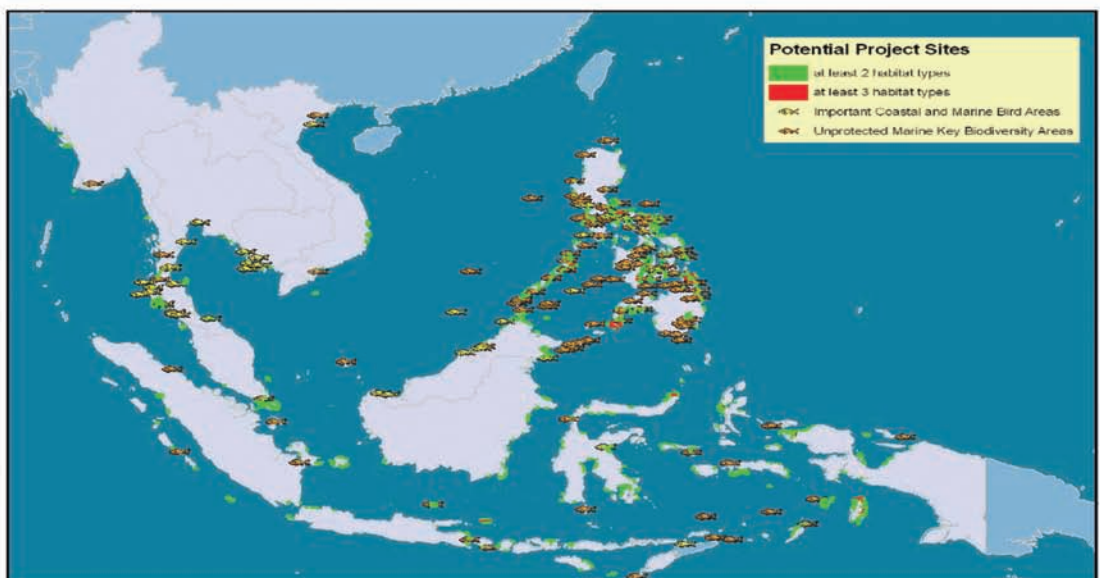 Potential Project Sites
at least 2 habitat types
at least 3 habitat types
Important Coastal and Marine Bird Areas
Unprotected Marine Key Biodiversity Areas